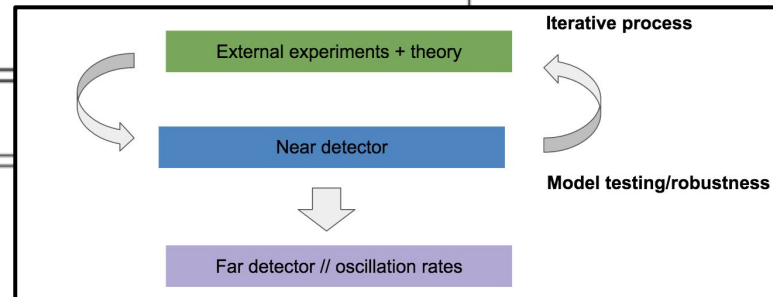 Iterative process
External experiments + theory
Near detector
Model testing/robustness
Far detector // oscillation rates